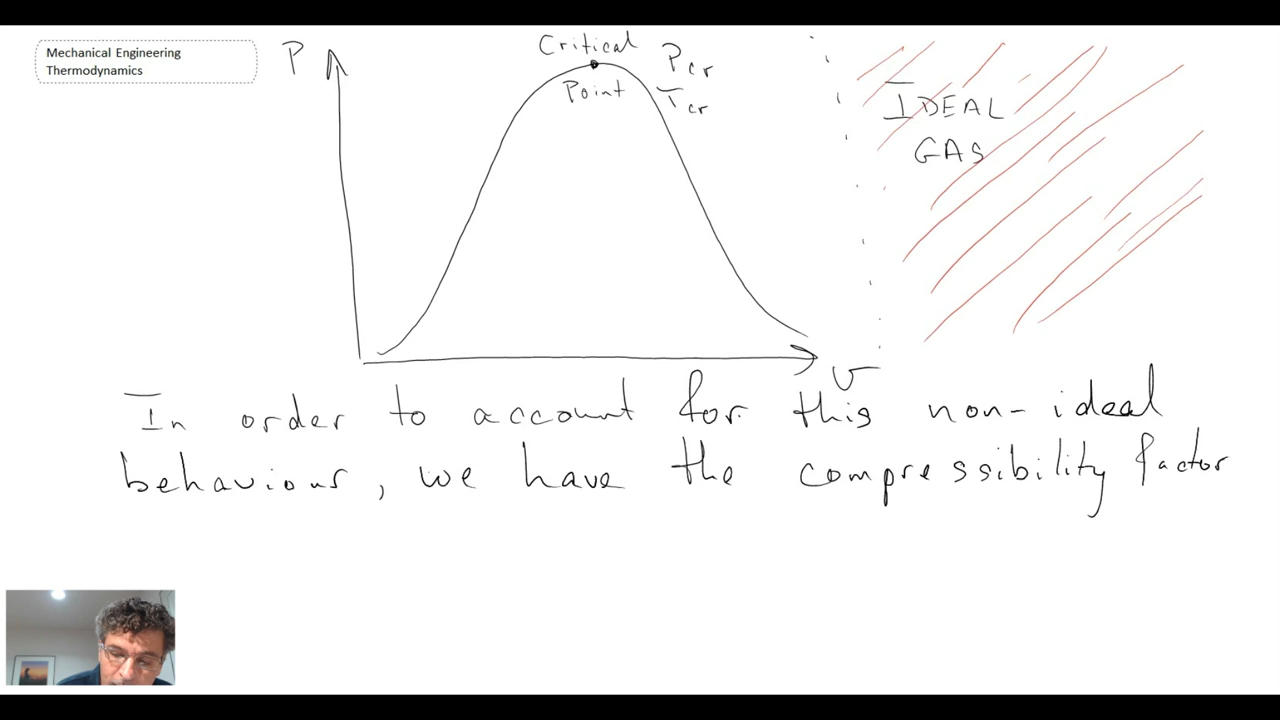 Mechanical Engineering
Thermodynamics
P
Critical
Point
Pcr
Tcr
IDEAL
GAS
v
In order to account for this non-ideal
behaviour, we have the compressibility factor